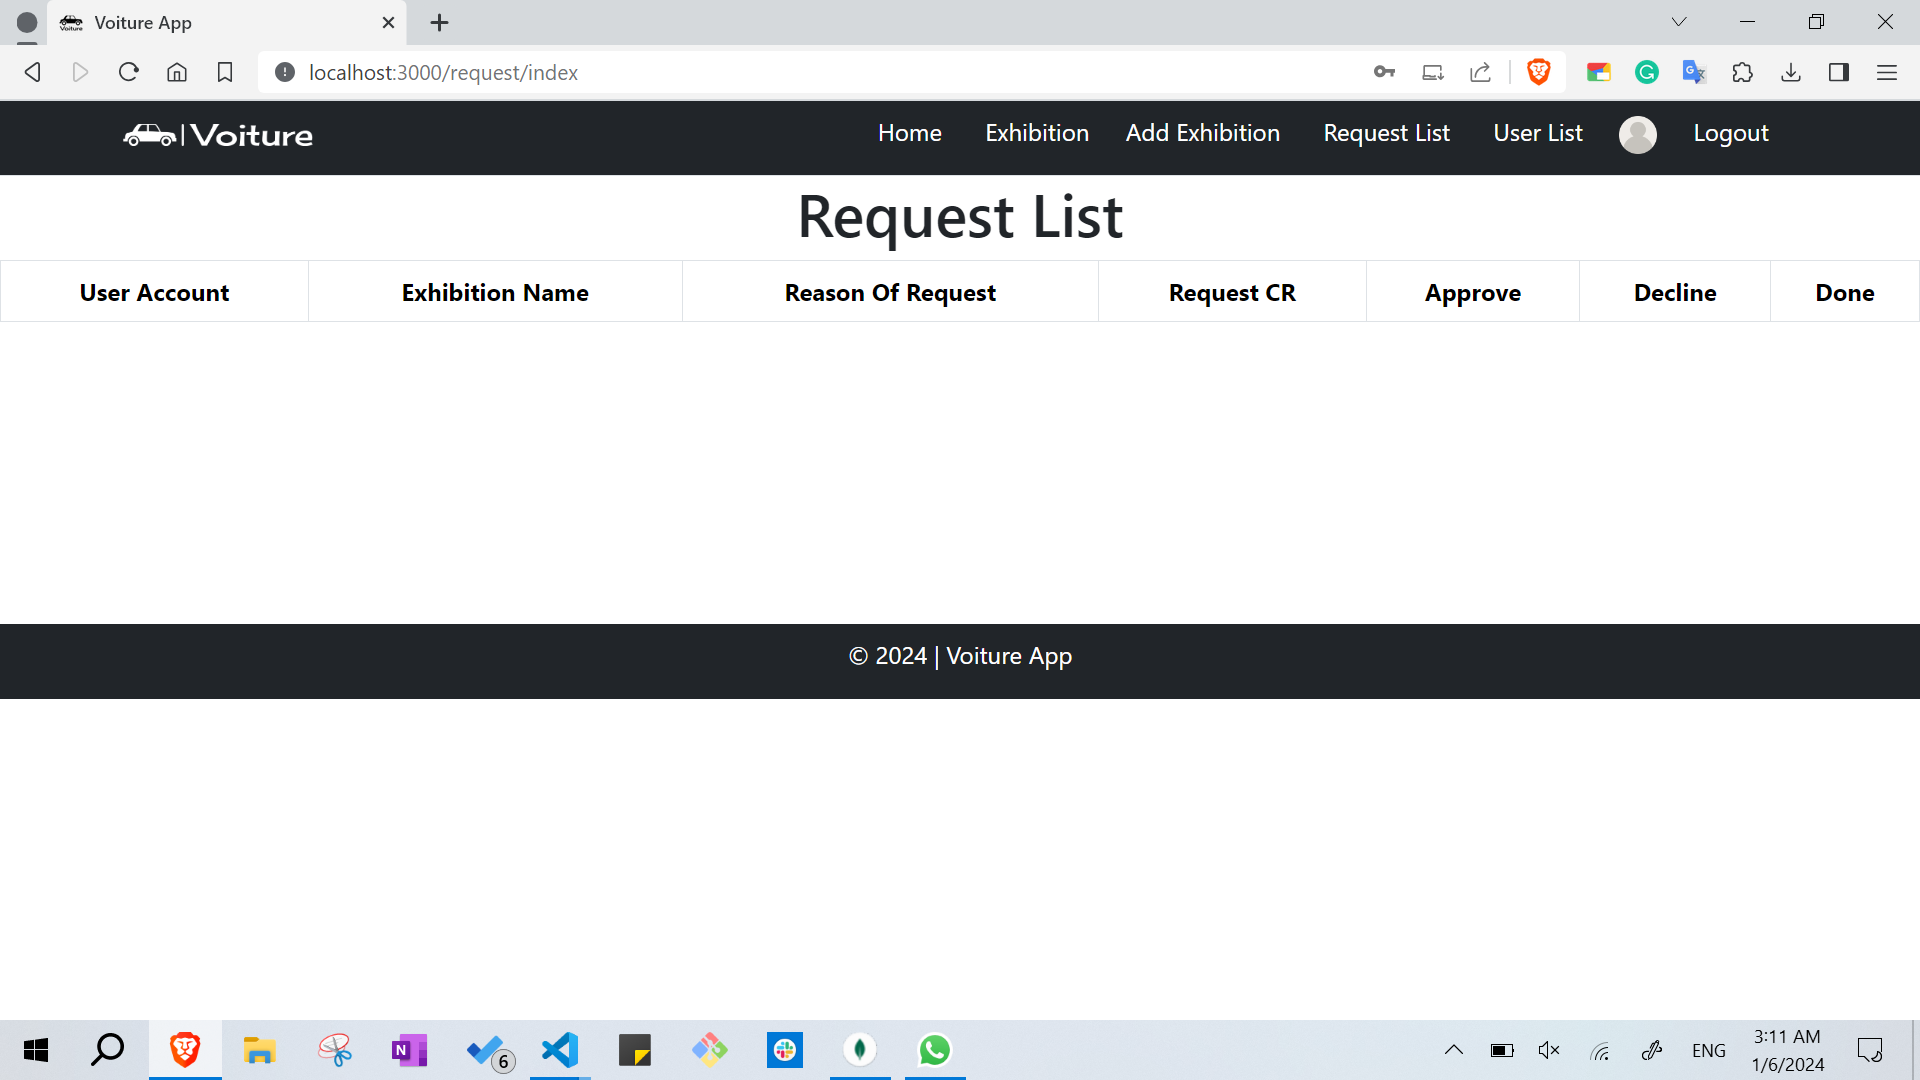 Voiture App
localhost:3000/request/index
Voiture
Home Exhibition Add Exhibition Request List User List Logout
Request List
User Account Exhibition Name Reason Of Request Request CR Approve Decline Done
© 2024 | Voiture App
N
6
ENG
3:11 AM
1/6/2024